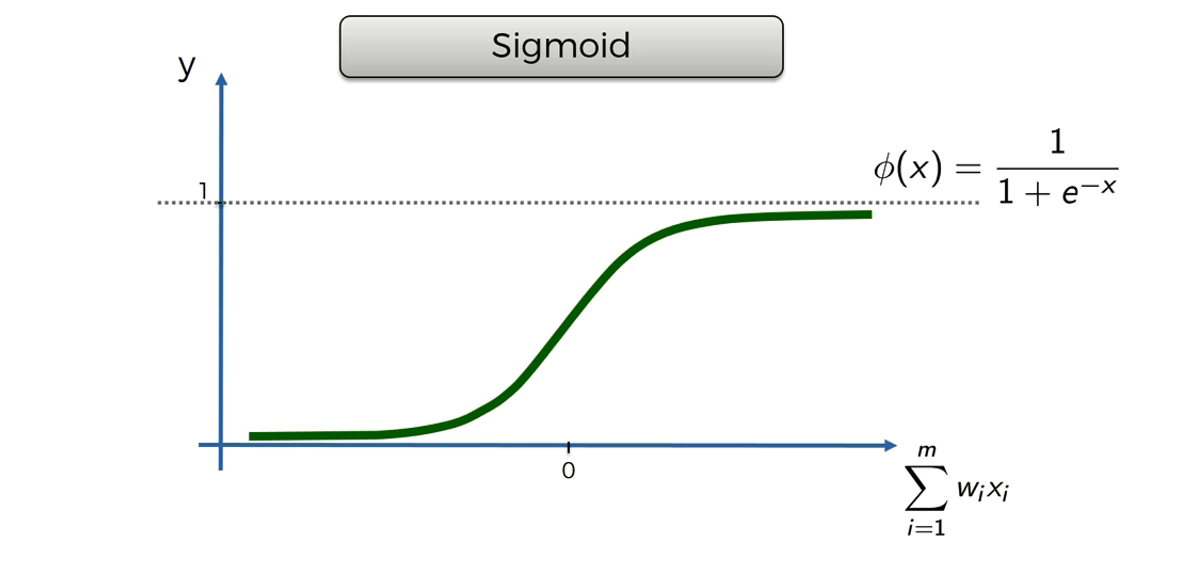 Sigmoid
y
1
ϕ(x) = 1 / (1 + e^{-x})
0
∑_{i=1}^{m} w_i x_i